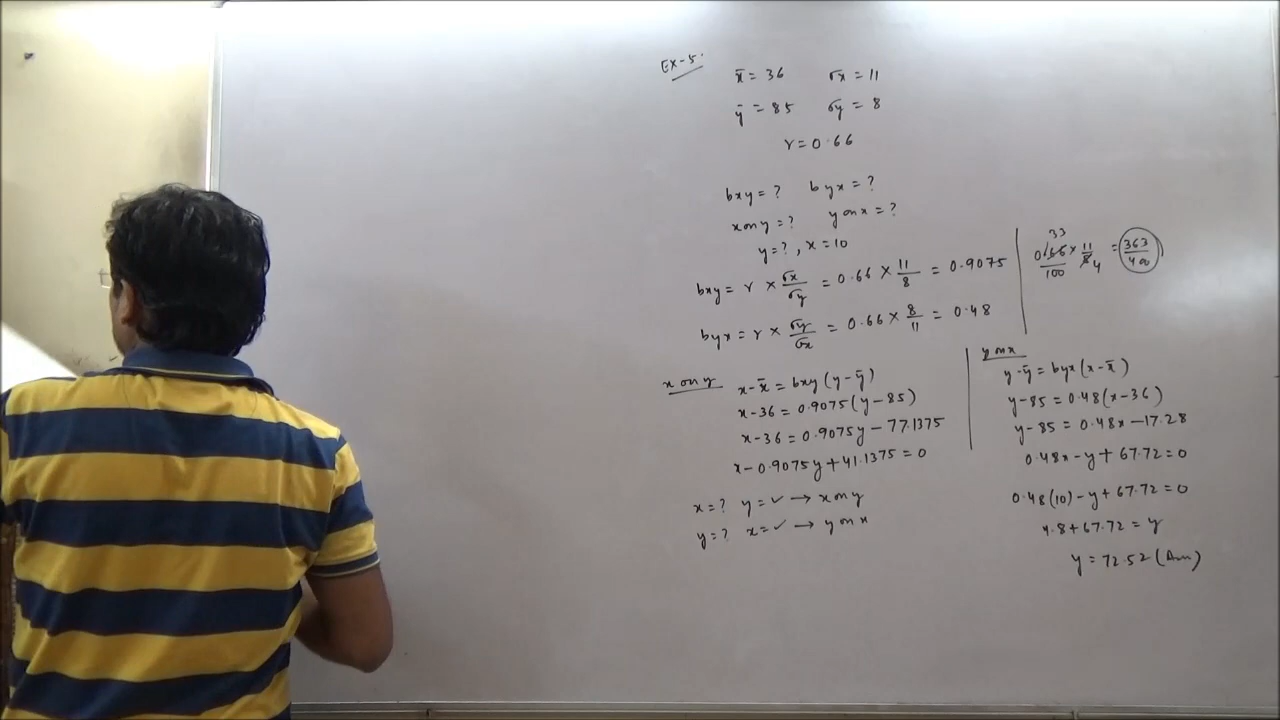 EX-5.
x̄ = 36 σx = 11
ȳ = 85 σy = 8
r = 0.66
bxy = ? byx = ?
x on y = ? y on x = ?
y = ? , x = 10
bxy = r × σx/σy = 0.66 × 11/8 = 0.9075
33
0.66/100 × 11/8 4 = 363/400
byx = r × σy/σx = 0.66 × 8/11 = 0.48
x on y
x - x̄ = bxy (y - ȳ)
x - 36 = 0.9075 (y - 85)
x - 36 = 0.9075y - 77.1375
x - 0.9075y + 41.1375 = 0
x = ? y = ✓ → x on y
y = ? x = ✓ → y on x
y on x
y - ȳ = byx (x - x̄)
y - 85 = 0.48 (x - 36)
y - 85 = 0.48x - 17.28
0.48x - y + 67.72 = 0
0.48(10) - y + 67.72 = 0
4.8 + 67.72 = y
y = 72.52 (Ans)